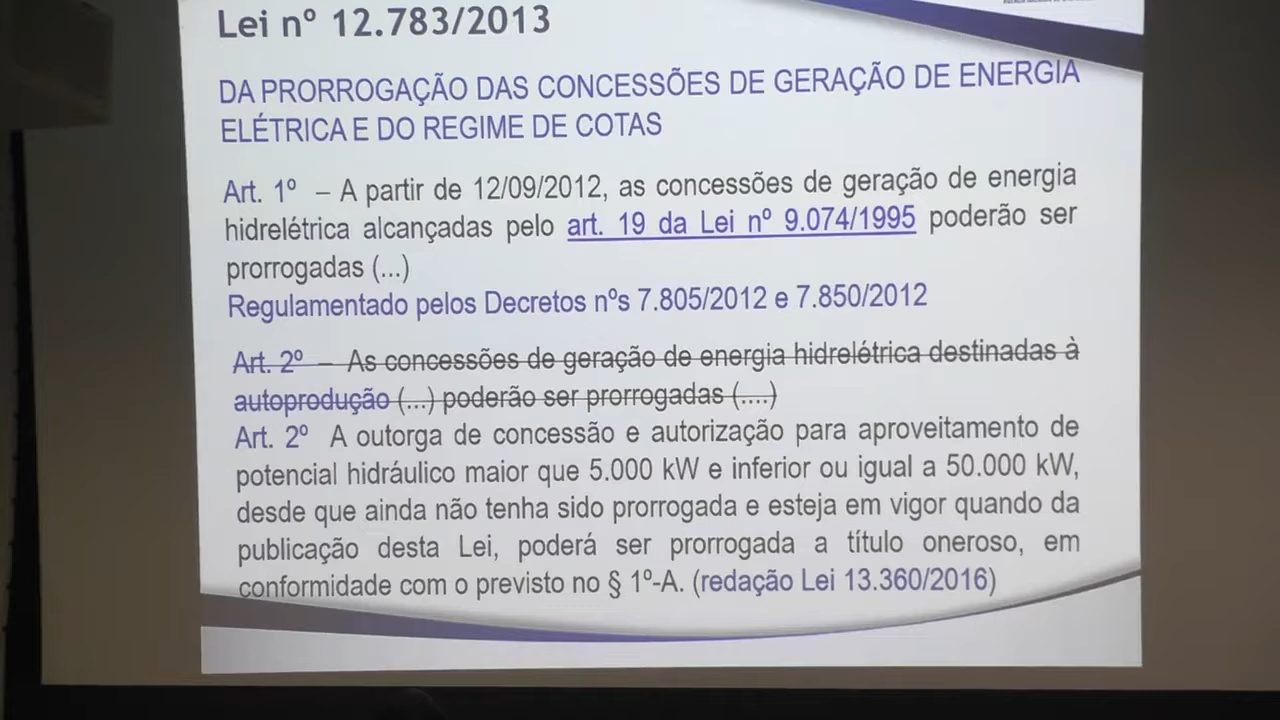 Lei nº 12.783/2013
DA PRORROGAÇÃO DAS CONCESSÕES DE GERAÇÃO DE ENERGIA
ELÉTRICA E DO REGIME DE COTAS
Art. 1º – A partir de 12/09/2012, as concessões de geração de energia
hidrelétrica alcançadas pelo art. 19 da Lei nº 9.074/1995 poderão ser
prorrogadas (...)
Regulamentado pelos Decretos nºs 7.805/2012 e 7.850/2012
Art. 2º – As concessões de geração de energia hidrelétrica destinadas à
autoprodução (...) poderão ser prorrogadas (....)
Art. 2º A outorga de concessão e autorização para aproveitamento de
potencial hidráulico maior que 5.000 kW e inferior ou igual a 50.000 kW,
desde que ainda não tenha sido prorrogada e esteja em vigor quando da
publicação desta Lei, poderá ser prorrogada a título oneroso, em
conformidade com o previsto no § 1º-A. (redação Lei 13.360/2016)